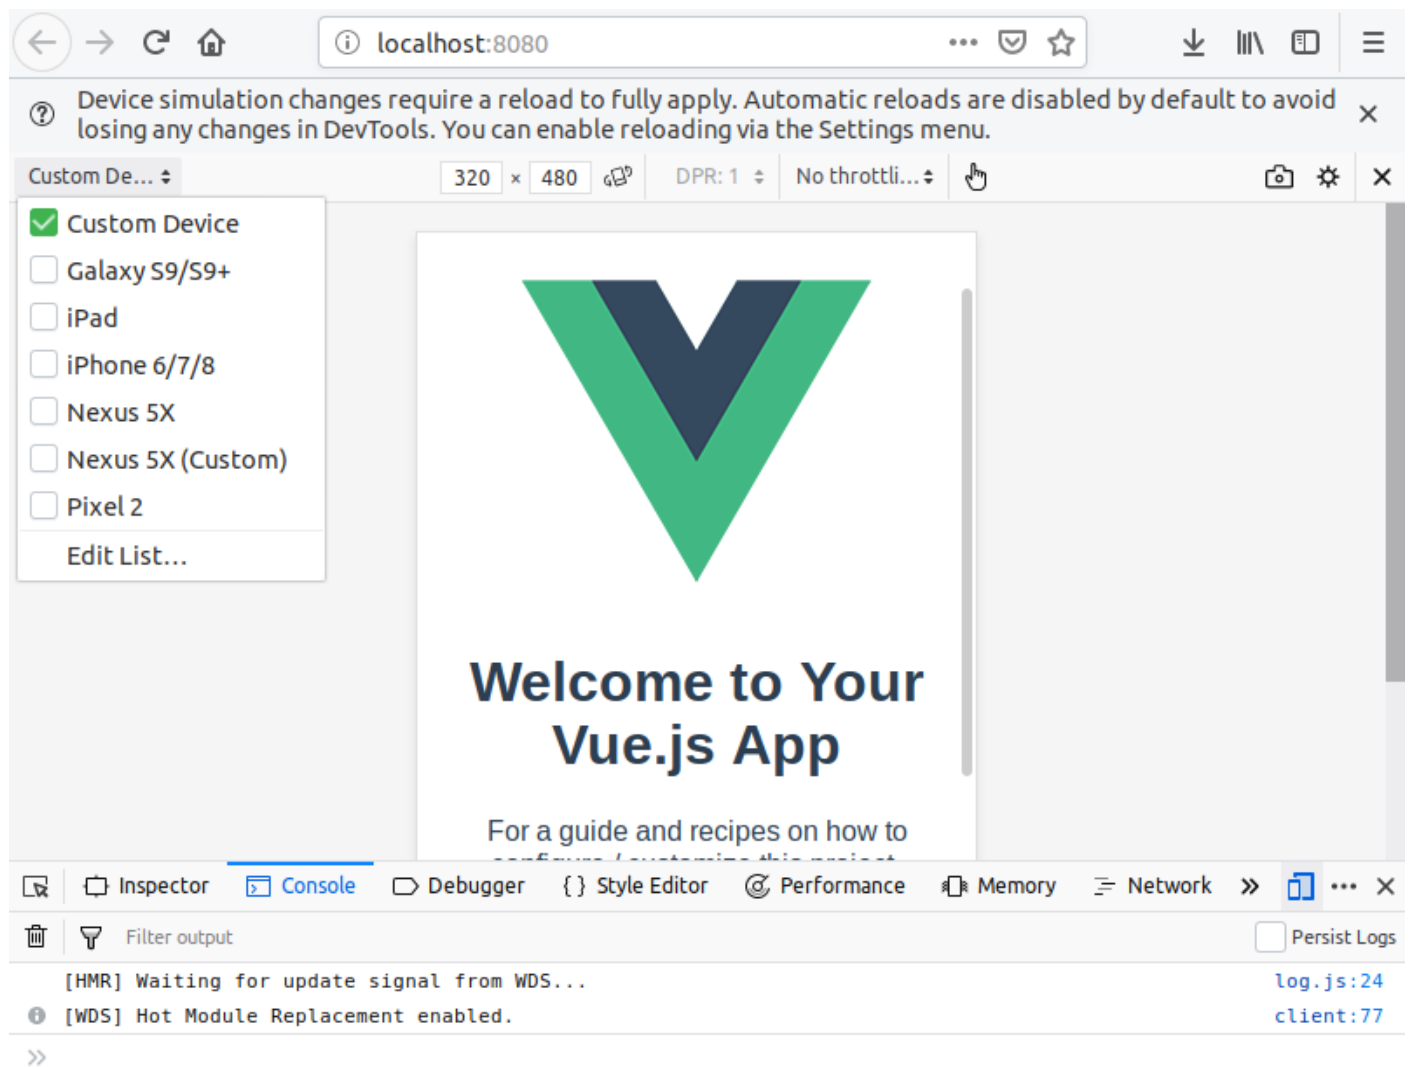 localhost:8080
Device simulation changes require a reload to fully apply. Automatic reloads are disabled by default to avoid
losing any changes in DevTools. You can enable reloading via the Settings menu.
Custom De... 320 × 480 DPR: 1 No throttli...
Custom Device
Galaxy S9/S9+
iPad
iPhone 6/7/8
Nexus 5X
Nexus 5X (Custom)
Pixel 2
Edit List...
Welcome to Your
Vue.js App
For a guide and recipes on how to
configure / customize this project
Inspector Console Debugger { } Style Editor Performance Memory Network
Filter output Persist Logs
[HMR] Waiting for update signal from WDS... log.js:24
[WDS] Hot Module Replacement enabled. client:77